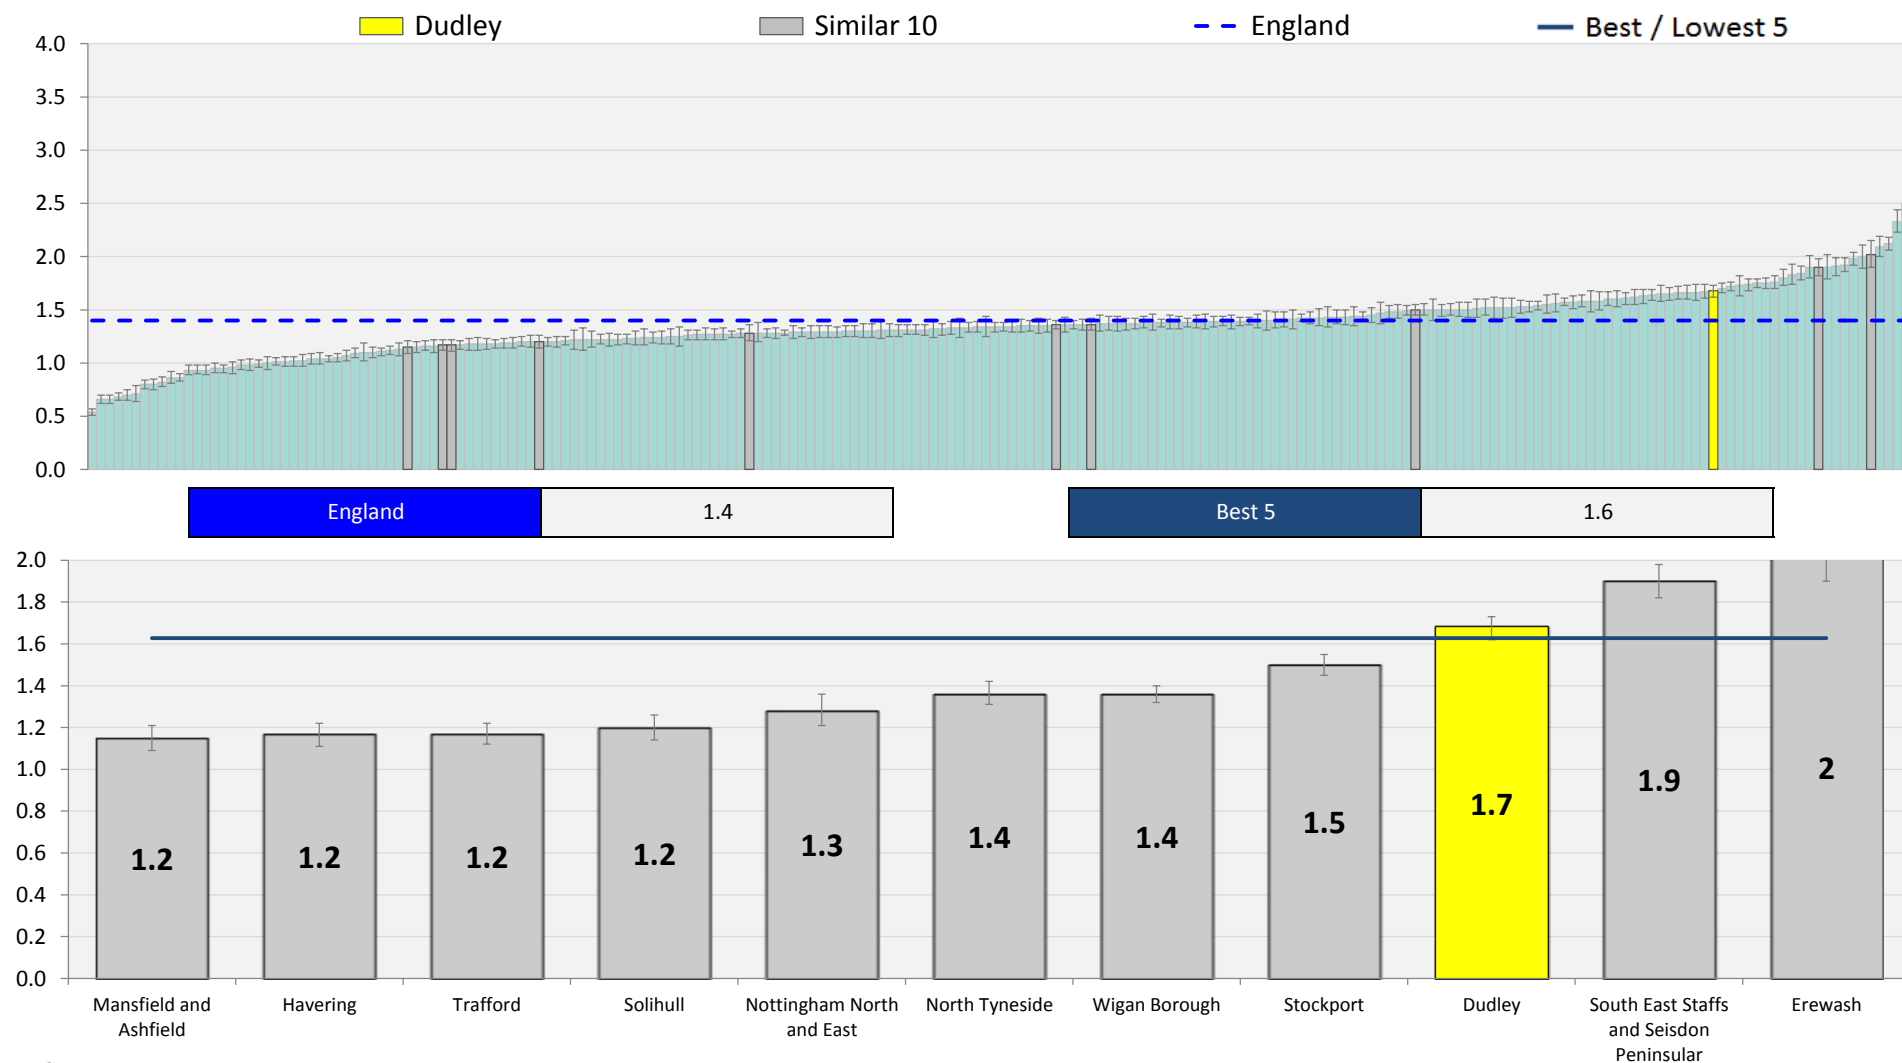 Dudley
Similar 10
England
Best / Lowest 5
4.0
3.5
3.0
2.5
2.0
1.5
1.0
0.5
0.0
England
1.4
Best 5
1.6
2.0
1.8
1.6
1.4
1.2
1.0
0.8
0.6
0.4
0.2
0.0
1.2
1.2
1.2
1.2
1.3
1.4
1.4
1.5
1.7
1.9
2
Mansfield and
Ashfield
Havering
Trafford
Solihull
Nottingham North
and East
North Tyneside
Wigan Borough
Stockport
Dudley
South East Staffs
and Seisdon
Peninsular
Erewash